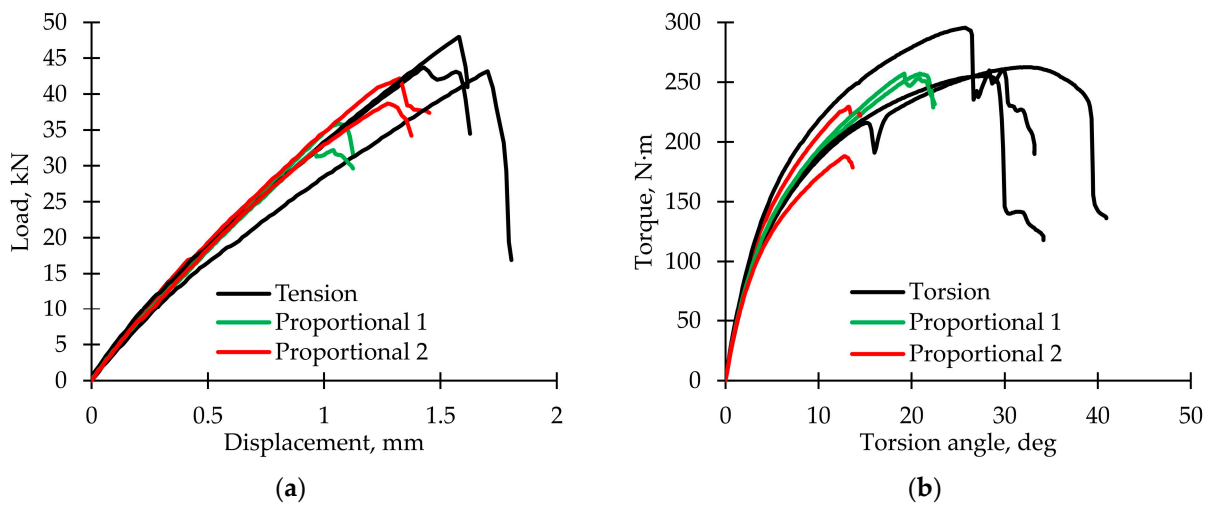 50
45
40
35
30
25
20
15
10
5
0
Load, kN
Tension
Proportional 1
Proportional 2
0
0.5
1
1.5
2
Displacement, mm
(a)
300
250
200
150
100
50
0
Torque, N·m
Torsion
Proportional 1
Proportional 2
0
10
20
30
40
50
Torsion angle, deg
(b)